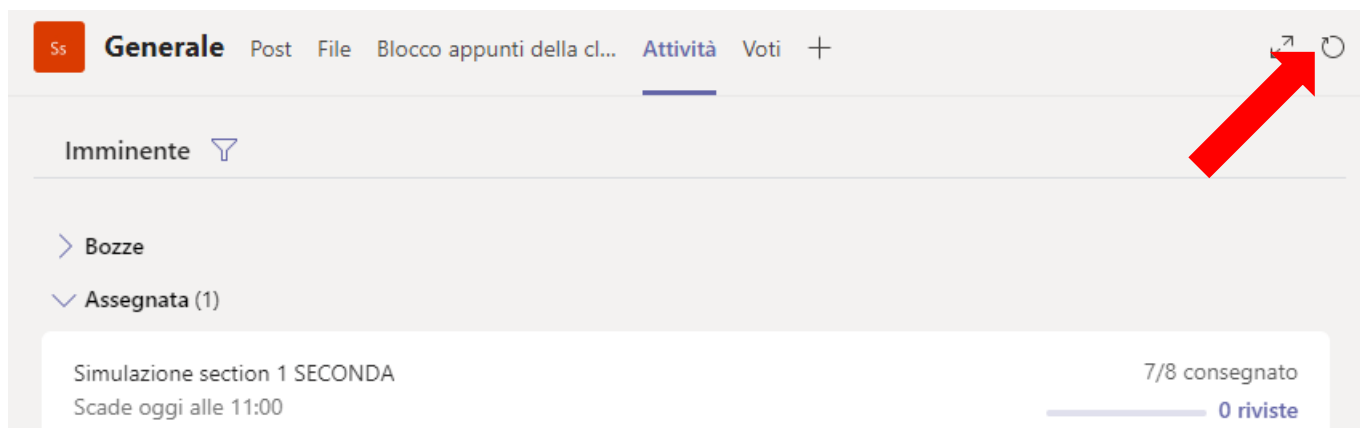 Ss Generale Post File Blocco appunti della cl... Attività Voti +
Imminente
Bozze
Assegnata (1)
Simulazione section 1 SECONDA 7/8 consegnato
Scade oggi alle 11:00 0 riviste